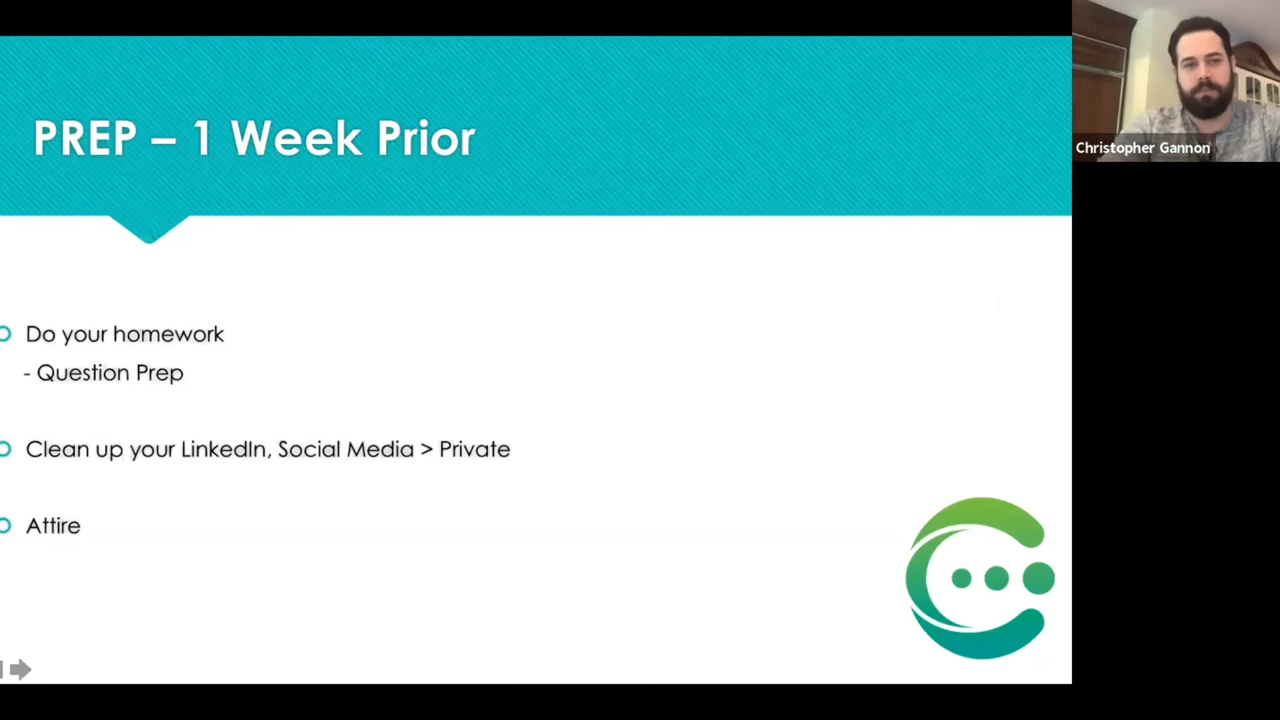 PREP – 1 Week Prior
Do your homework
- Question Prep
Clean up your LinkedIn, Social Media > Private
Attire
Christopher Gannon